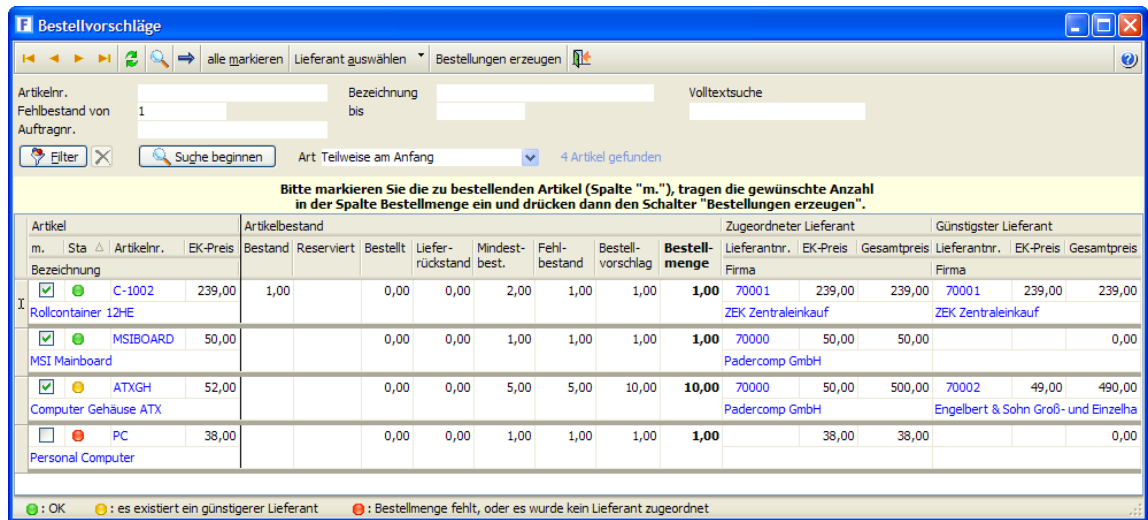 Bestellvorschläge
alle markieren Lieferant auswählen Bestellungen erzeugen
Artikelnr. Bezeichnung Volltextsuche
Fehlbestand von 1 bis
Auftragnr.
Filter Suche beginnen Art Teilweise am Anfang 4 Artikel gefunden
Bitte markieren Sie die zu bestellenden Artikel (Spalte "m."), tragen die gewünschte Anzahl
in der Spalte Bestellmenge ein und drücken dann den Schalter "Bestellungen erzeugen".
Artikel Artikelbestand Zugeordneter Lieferant Günstigster Lieferant
m. Sta Artikelnr. EK-Preis Bestand Reserviert Bestellt Liefer- Mindest- Fehl- Bestell- Bestell- Lieferantnr. EK-Preis Gesamtpreis Lieferantnr. EK-Preis Gesamtpreis
rückstand best. bestand vorschlag menge
Bezeichnung Firma Firma
C-1002 239,00 1,00 0,00 0,00 2,00 1,00 1,00 1,00 70001 239,00 239,00 70001 239,00 239,00
Rollcontainer 12HE ZEK Zentraleinkauf ZEK Zentraleinkauf
MSIBOARD 50,00 0,00 0,00 1,00 1,00 1,00 1,00 70000 50,00 50,00 0,00
MSI Mainboard Padercomp GmbH
ATXGH 52,00 0,00 0,00 5,00 5,00 10,00 10,00 70000 50,00 500,00 70002 49,00 490,00
Computer Gehäuse ATX Padercomp GmbH Engelbert & Sohn Groß- und Einzelha
PC 38,00 0,00 0,00 1,00 1,00 1,00 1,00 38,00 38,00 0,00
Personal Computer
: OK : es existiert ein günstigerer Lieferant : Bestellmenge fehlt, oder es wurde kein Lieferant zugeordnet